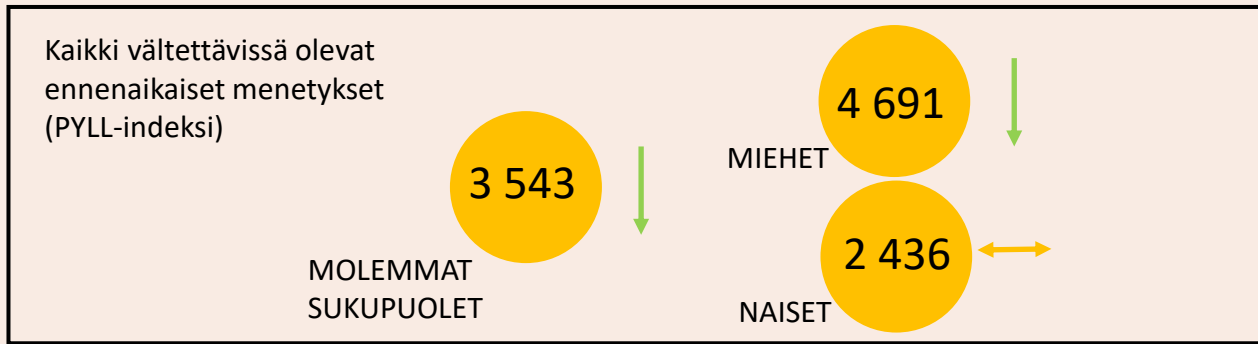 Kaikki vältettävissä olevat
ennenaikaiset menetykset
(PYLL-indeksi)
3 543
MOLEMMAT
SUKUPUOLET
4 691
MIEHET
2 436
NAISET